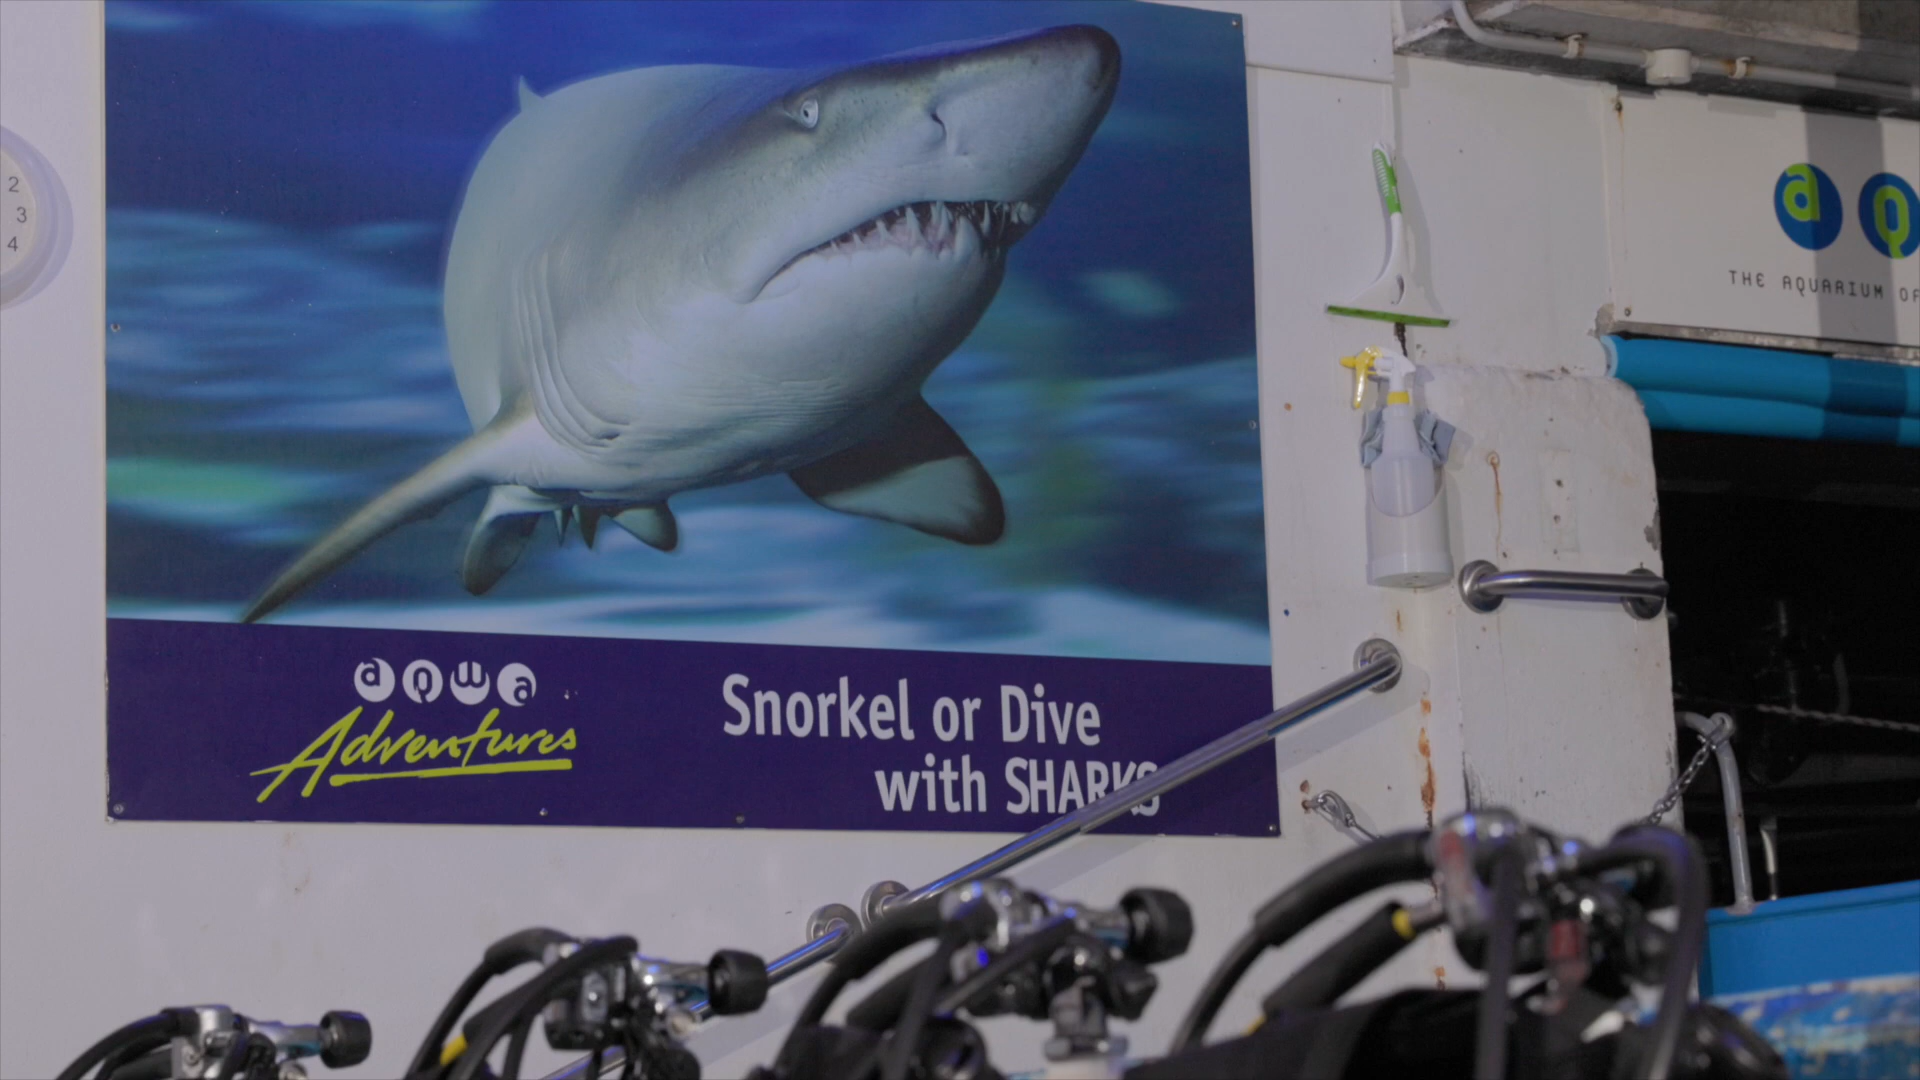 2
3
4
aq
THE AQUARIUM OF
aqwa
Adventures
Snorkel or Dive
with SHARKS